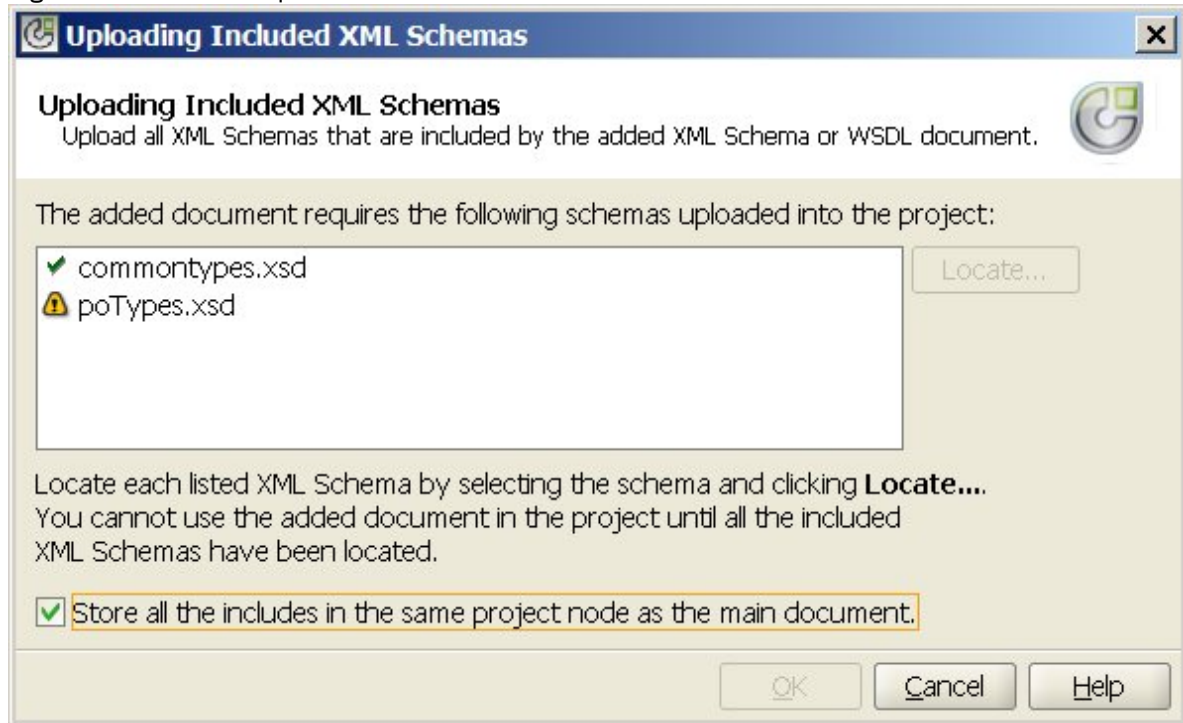 Uploading Included XML Schemas
Uploading Included XML Schemas
Upload all XML Schemas that are included by the added XML Schema or WSDL document.
The added document requires the following schemas uploaded into the project:
commontypes.xsd
Locate...
poTypes.xsd
Locate each listed XML Schema by selecting the schema and clicking Locate....
You cannot use the added document in the project until all the included
XML Schemas have been located.
Store all the includes in the same project node as the main document.
OK
Cancel
Help